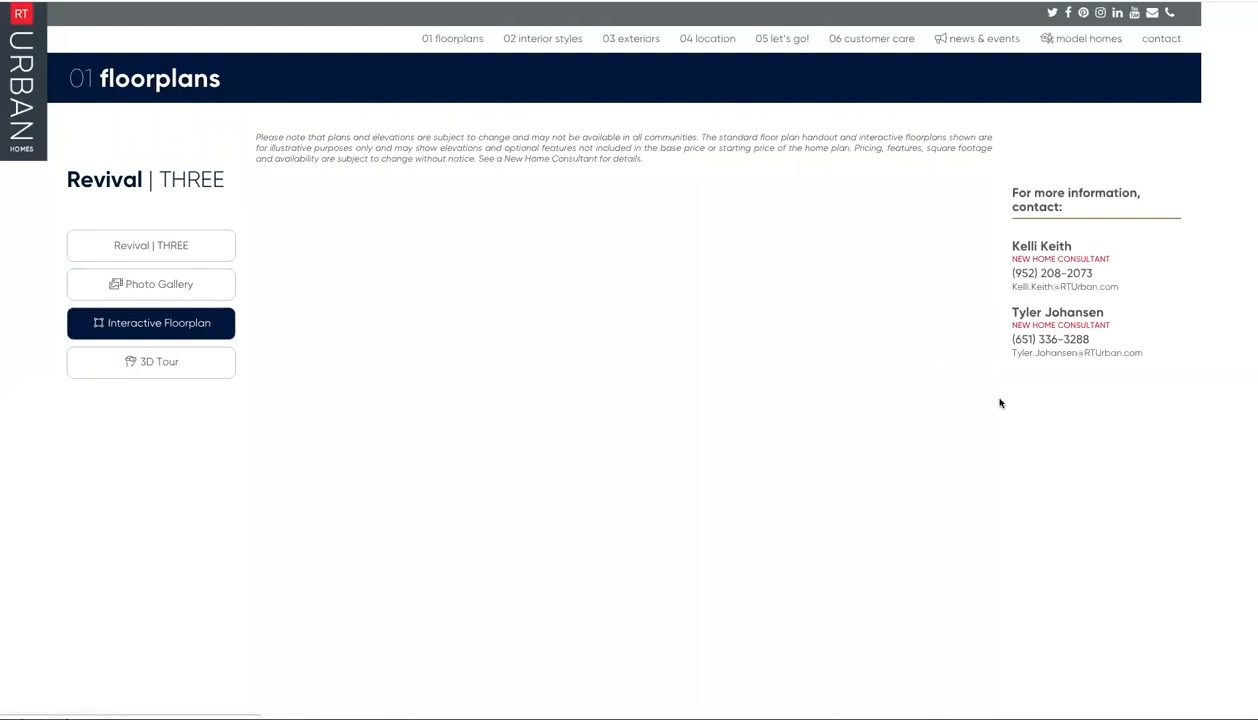 RT
URBAN
HOMES
01 floorplans 02 interior styles 03 exteriors 04 location 05 let's go! 06 customer care news & events model homes contact
01 floorplans
Please note that plans and elevations are subject to change and may not be available in all communities. The standard floor plan handout and interactive floorplans shown are
for illustrative purposes only and may show elevations and optional features not included in the base price or starting price of the home plan. Pricing, features, square footage
and availability are subject to change without notice. See a New Home Consultant for details.
Revival | THREE
Revival | THREE
Photo Gallery
Interactive Floorplan
3D Tour
For more information,
contact:
Kelli Keith
NEW HOME CONSULTANT
(952) 208-2073
Kelli.Keith@RTUrban.com
Tyler Johansen
NEW HOME CONSULTANT
(651) 336-3288
Tyler.Johansen@RTUrban.com